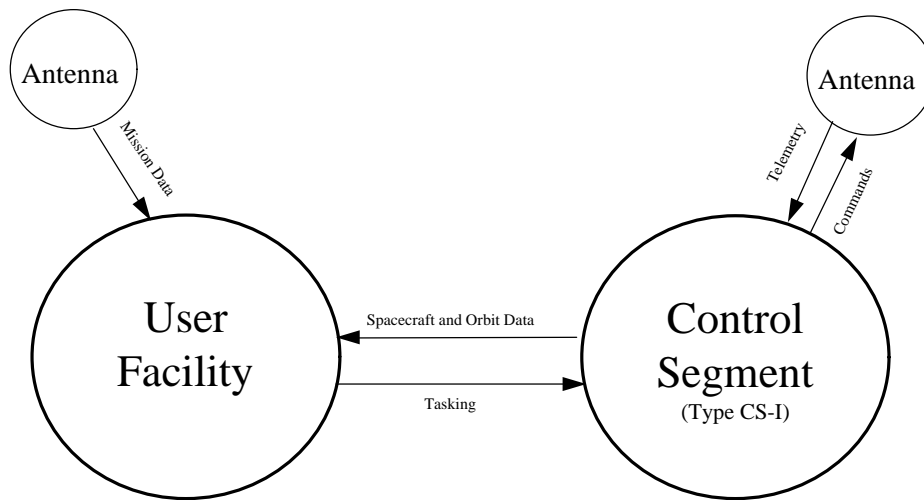 Antenna
Antenna
Mission Data
Telemetry
Commands
User
Facility
Spacecraft and Orbit Data
Tasking
Control
Segment
(Type CS-I)